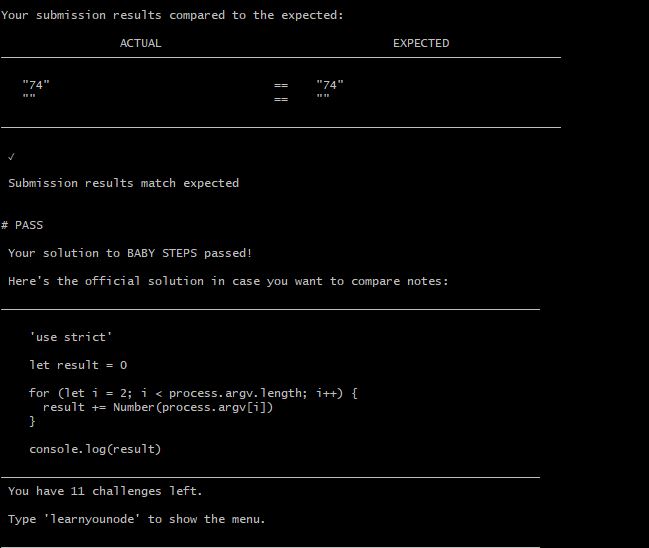 Your submission results compared to the expected:
ACTUAL EXPECTED
"74" == "74"
"" == ""
✓
Submission results match expected
# PASS
Your solution to BABY STEPS passed!
Here's the official solution in case you want to compare notes:
'use strict'
let result = 0
for (let i = 2; i < process.argv.length; i++) {
result += Number(process.argv[i])
}
console.log(result)
You have 11 challenges left.
Type 'learnyounode' to show the menu.